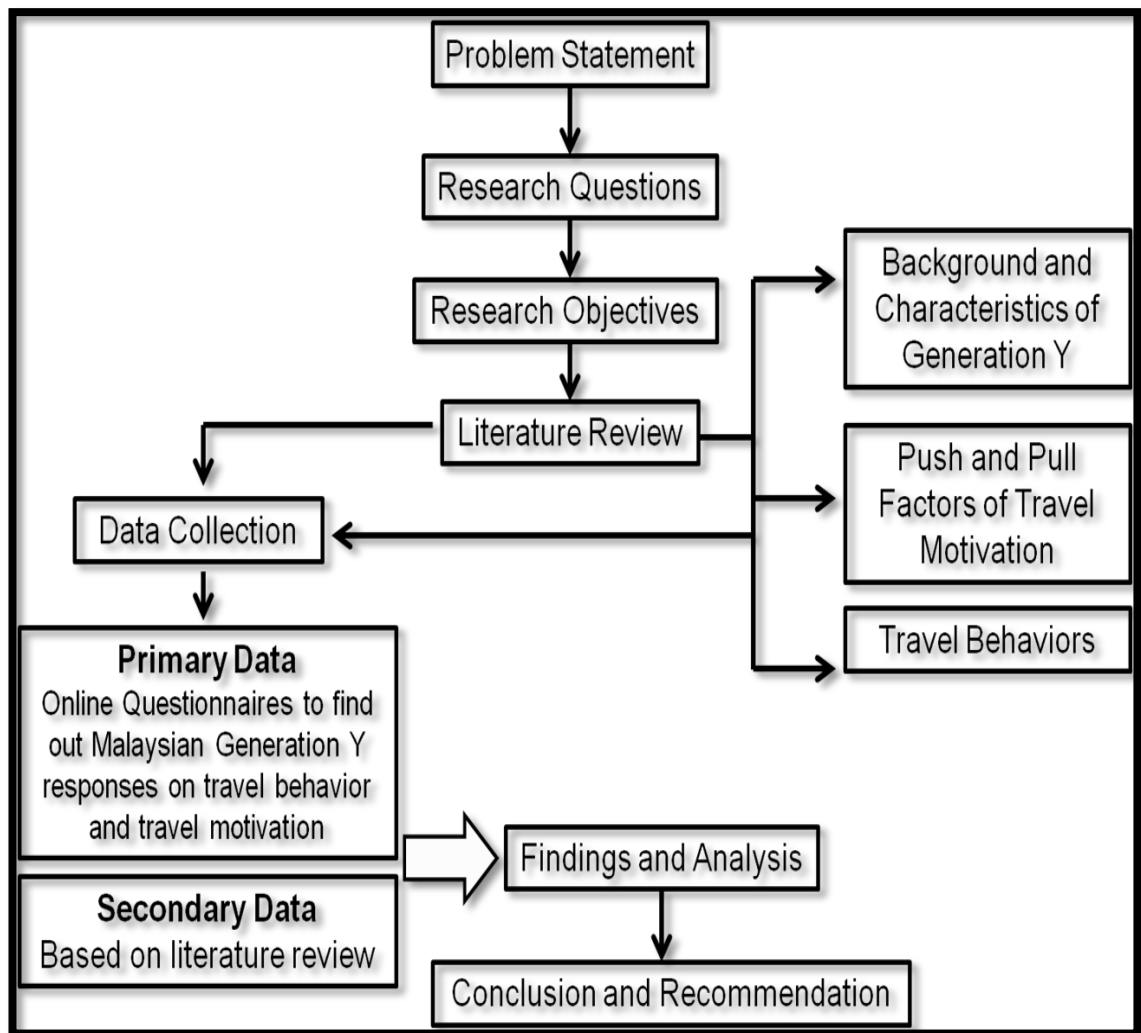 Problem Statement
Research Questions
Research Objectives
Literature Review
Background and
Characteristics of
Generation Y
Push and Pull
Factors of Travel
Motivation
Travel Behaviors
Data Collection
Primary Data
Online Questionnaires to find
out Malaysian Generation Y
responses on travel behavior
and travel motivation
Secondary Data
Based on literature review
Findings and Analysis
Conclusion and Recommendation